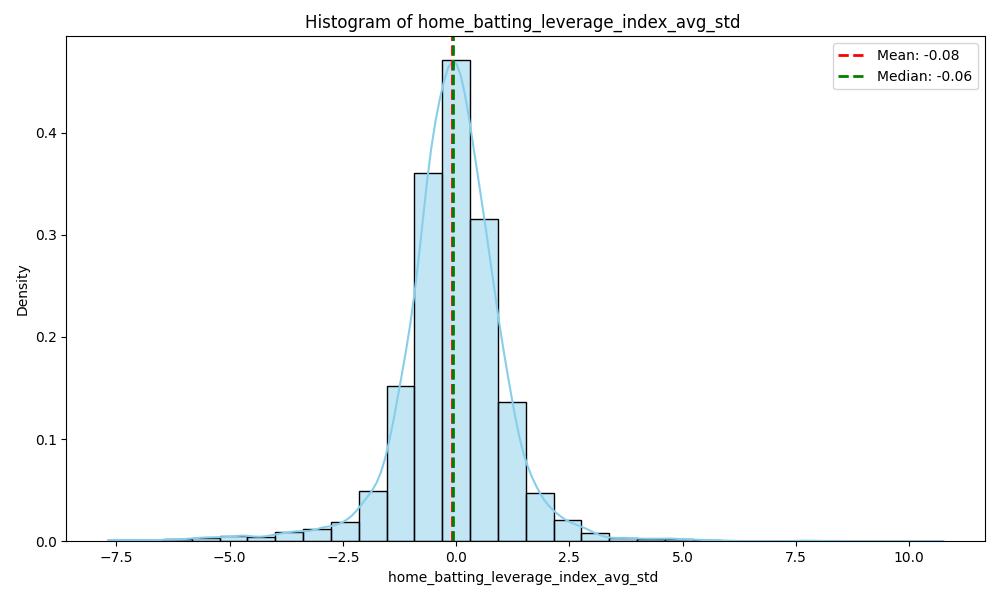 Histogram of home_batting_leverage_index_avg_std
Mean: -0.08
Median: -0.06
Density
0.4
0.3
0.2
0.1
0.0
−7.5 −5.0 −2.5 0.0 2.5 5.0 7.5 10.0
home_batting_leverage_index_avg_std